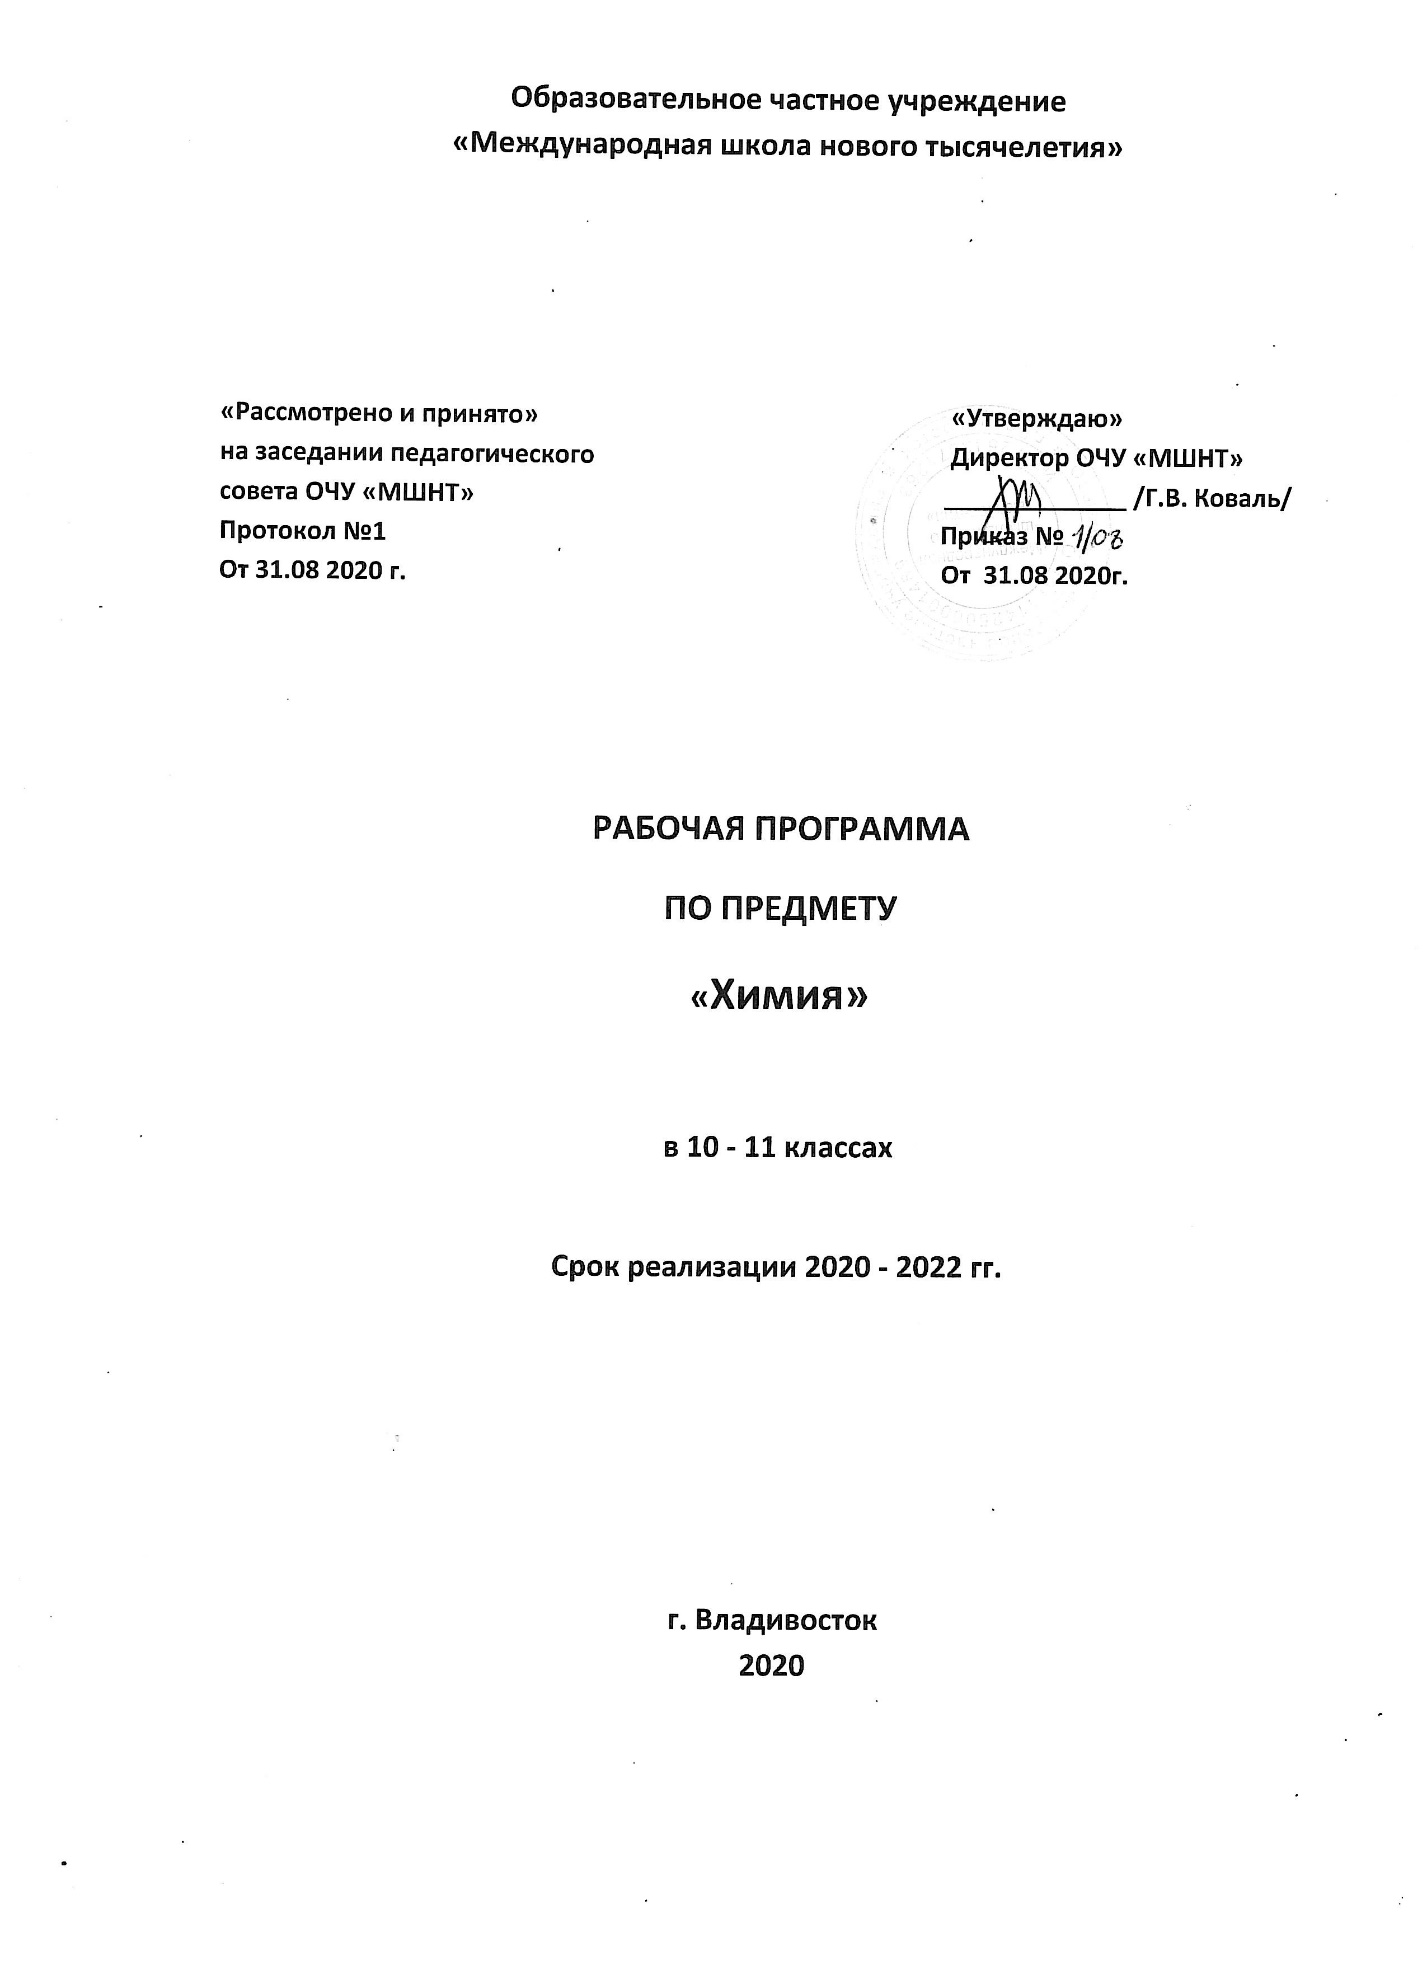 Образовательное частное учреждение
«Международная школа нового тысячелетия»
«Рассмотрено и принято»
на заседании педагогического
совета ОЧУ «МШНТ»
Протокол №1
От 31.08 2020 г.
«Утверждаю»
Директор ОЧУ «МШНТ»
/Г.В. Коваль/
Приказ № 1/08
От 31.08 2020г.
РАБОЧАЯ ПРОГРАММА
ПО ПРЕДМЕТУ
«Химия»
в 10 - 11 классах
Срок реализации 2020 - 2022 гг.
г. Владивосток
2020